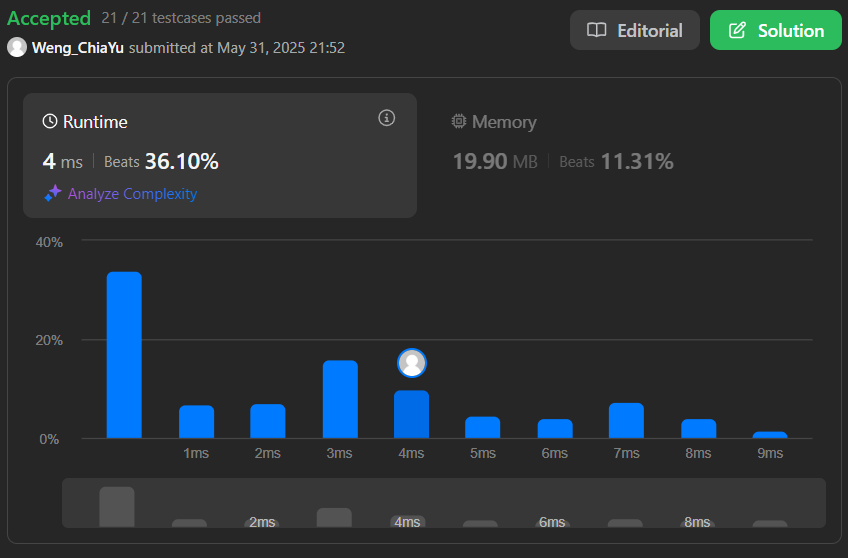 Accepted 21 / 21 testcases passed
Weng_ChiaYu submitted at May 31, 2025 21:52
Editorial
Solution
Runtime
4 ms Beats 36.10%
Analyze Complexity
Memory
19.90 MB Beats 11.31%
40%
20%
0%
1ms 2ms 3ms 4ms 5ms 6ms 7ms 8ms 9ms
2ms 4ms 6ms 8ms